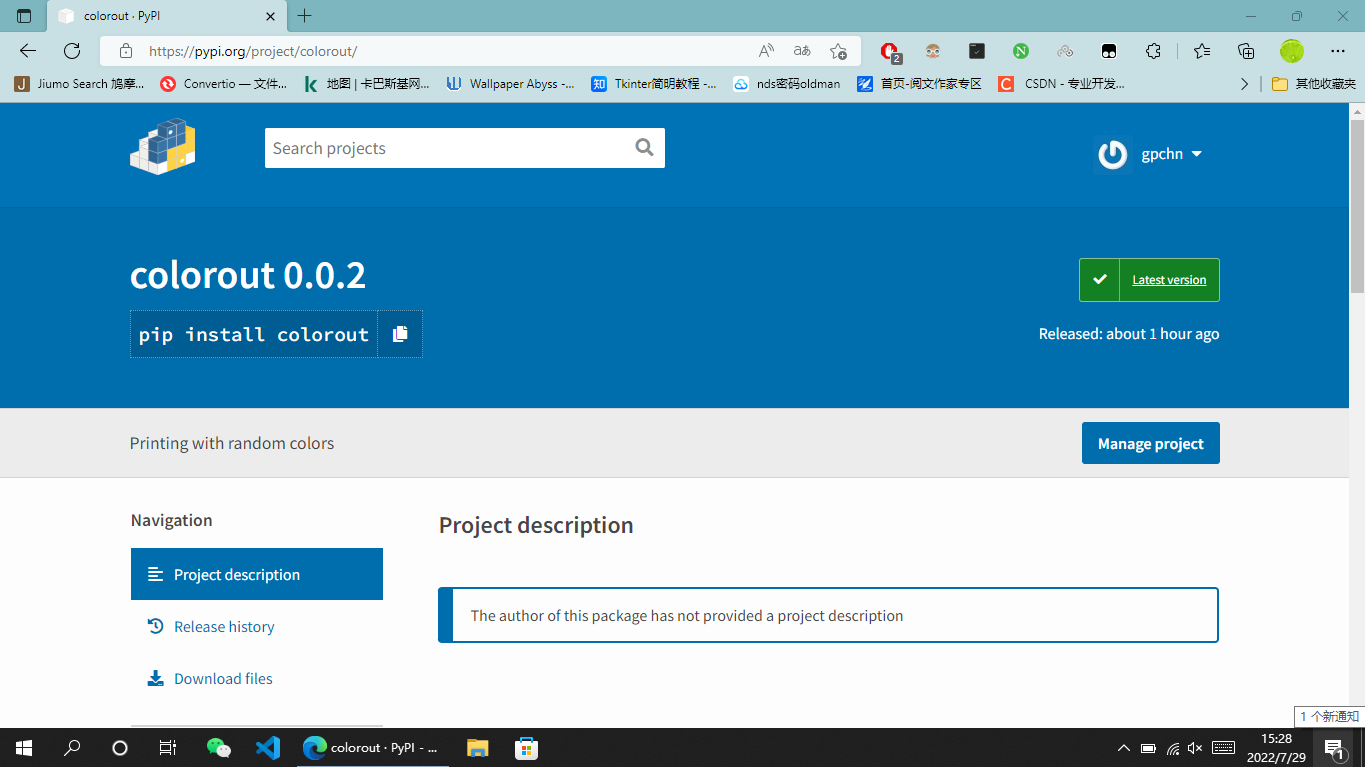 colorout · PyPI
https://pypi.org/project/colorout/
A
aあ
2
J Jiumo Search 鸠摩...
Convertio — 文件...
地图 | 卡巴斯基网...
Wallpaper Abyss -...
知 Tkinter简明教程 -...
nds密码oldman
首页-阅文作家专区
C CSDN - 专业开发...
其他收藏夹
Search projects
gpchn
colorout 0.0.2
Latest version
pip install colorout
Released: about 1 hour ago
Printing with random colors
Manage project
Navigation
Project description
Project description
The author of this package has not provided a project description
Release history
Download files
1 个新通知
colorout · PyPI - ...
15:28
2022/7/29
1